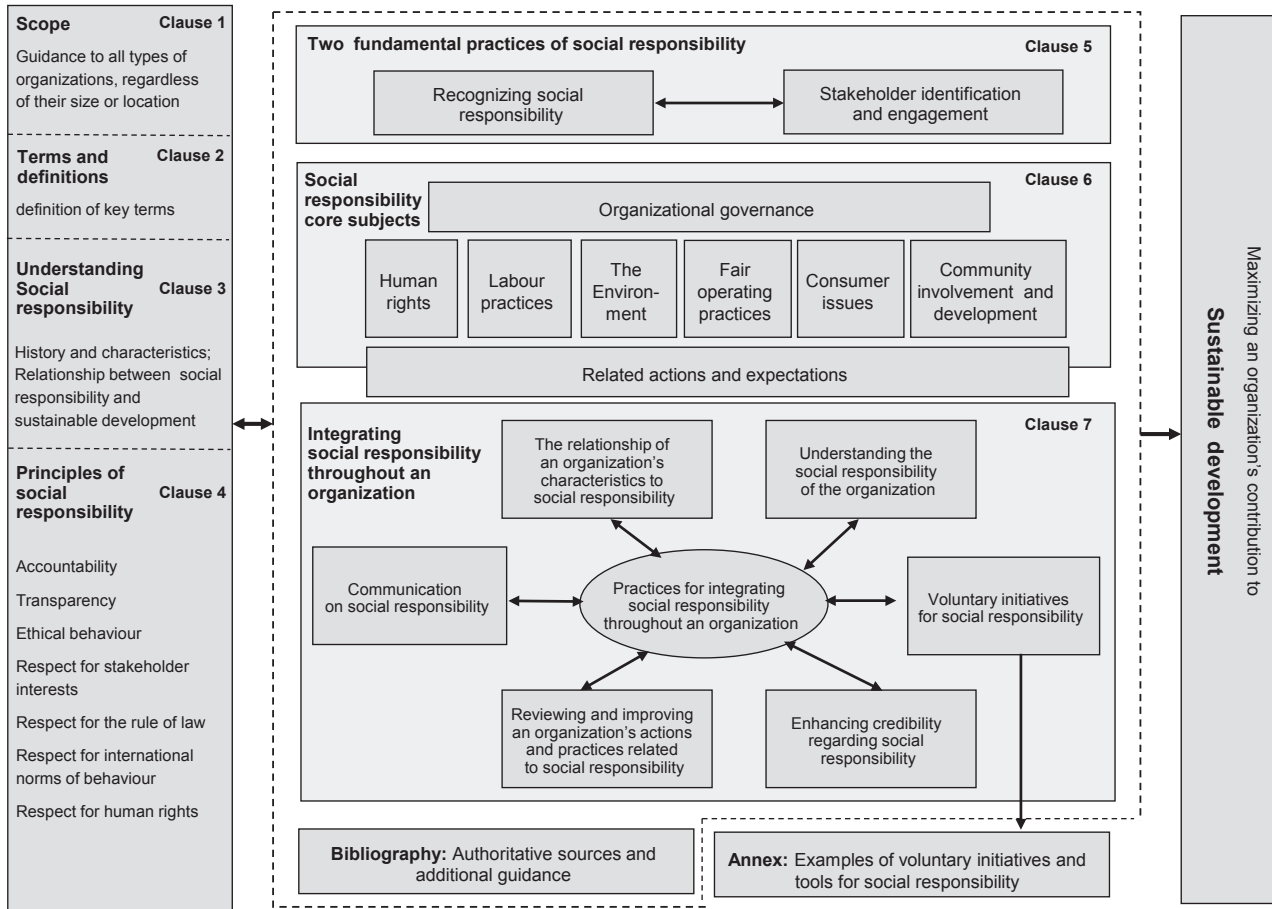 Scope Clause 1
Guidance to all types of
organizations, regardless
of their size or location
Terms and Clause 2
definitions
definition of key terms
Understanding
Social Clause 3
responsibility
History and characteristics;
Relationship between social
responsibility and
sustainable development
Principles of
social Clause 4
responsibility
Accountability
Transparency
Ethical behaviour
Respect for stakeholder
interests
Respect for the rule of law
Respect for international
norms of behaviour
Respect for human rights
Two fundamental practices of social responsibility Clause 5
Recognizing social
responsibility
Stakeholder identification
and engagement
Social
responsibility
core subjects
Clause 6
Organizational governance
Human
rights
Labour
practices
The
Environ-
ment
Fair
operating
practices
Consumer
issues
Community
involvement and
development
Related actions and expectations
Integrating
social responsibility
throughout an
organization
Clause 7
The relationship of
an organization's
characteristics to
social responsibility
Understanding the
social responsibility
of the organization
Communication
on social responsibility
Practices for integrating
social responsibility
throughout an organization
Voluntary initiatives
for social responsibility
Reviewing and improving
an organization's actions
and practices related
to social responsibility
Enhancing credibility
regarding social
responsibility
Bibliography: Authoritative sources and
additional guidance
Annex: Examples of voluntary initiatives and
tools for social responsibility
Maximizing an organization's contribution to
Sustainable development